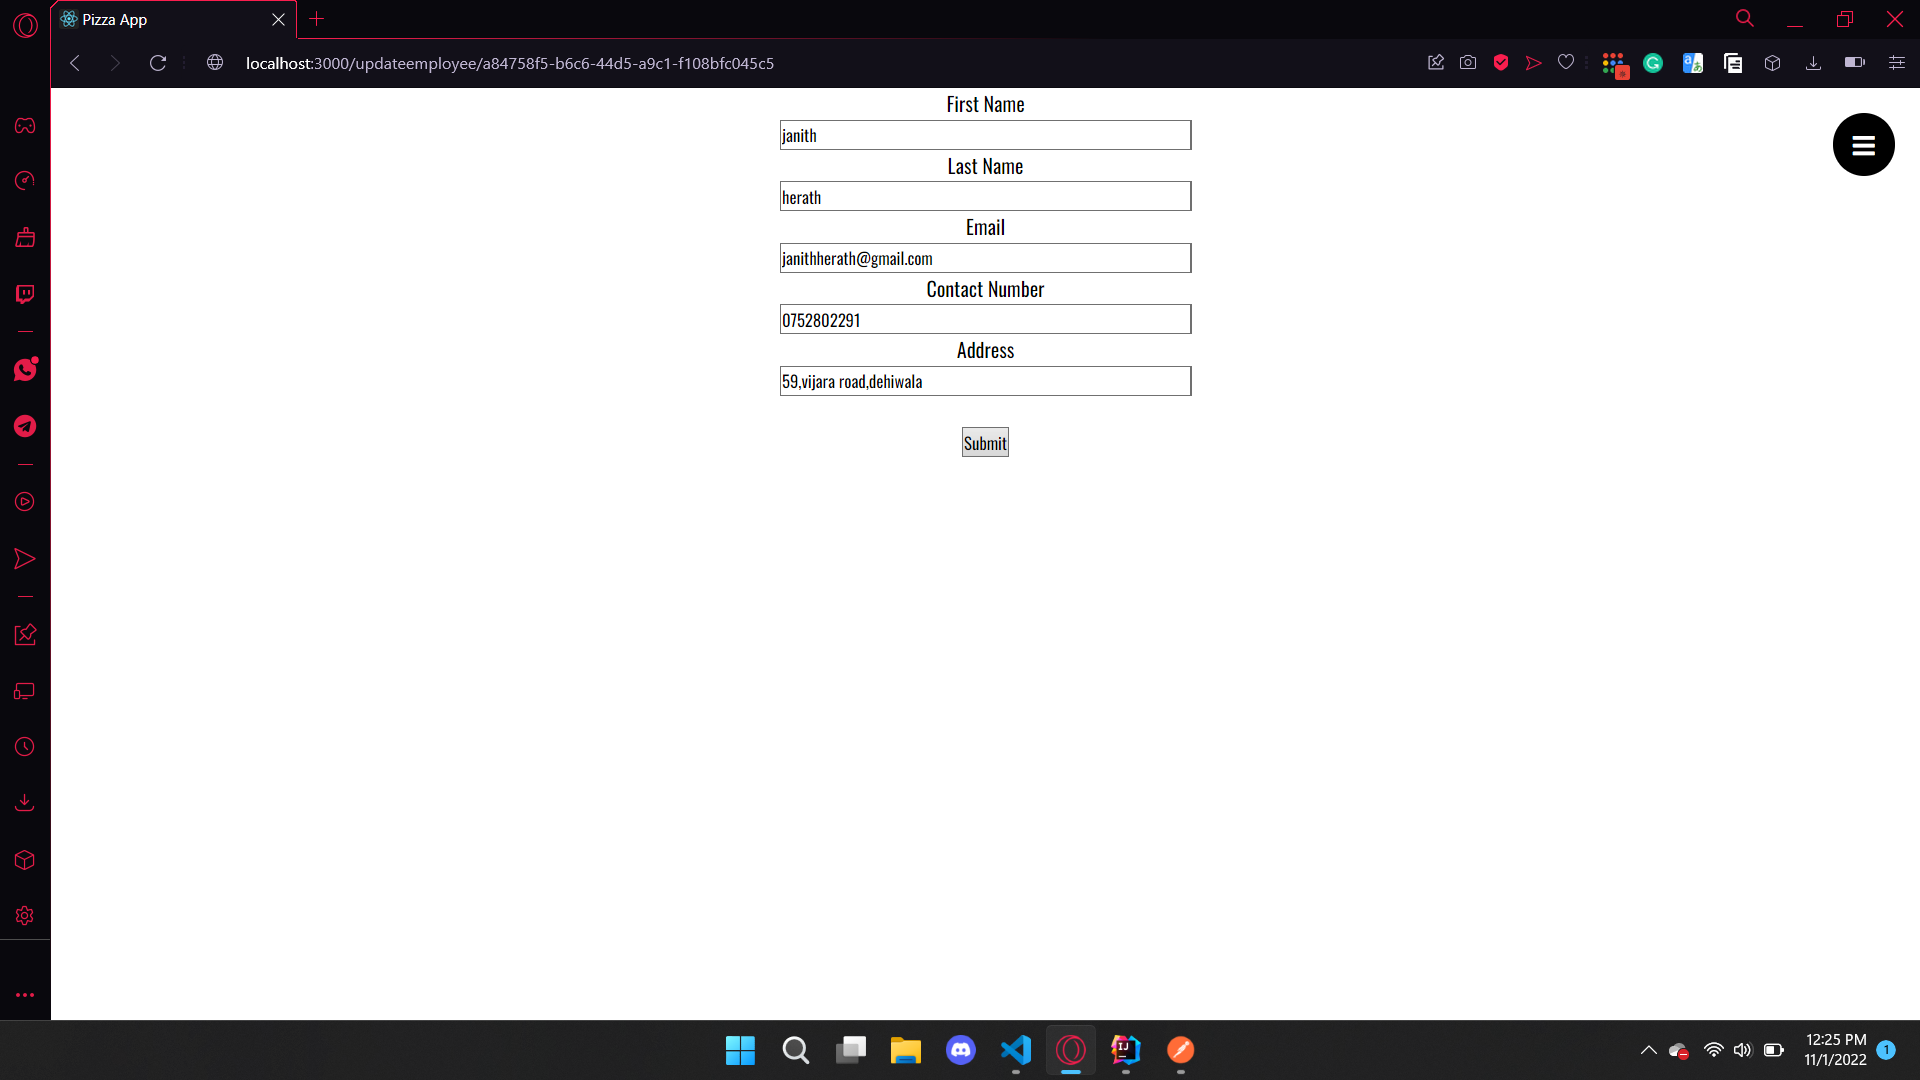 Pizza App
localhost:3000/updateemployee/a84758f5-b6c6-44d5-a9c1-f108bfc045c5
First Name
janith
Last Name
herath
Email
janithherath@gmail.com
Contact Number
0752802291
Address
59,vijara road,dehiwala
Submit
12:25 PM
11/1/2022
1